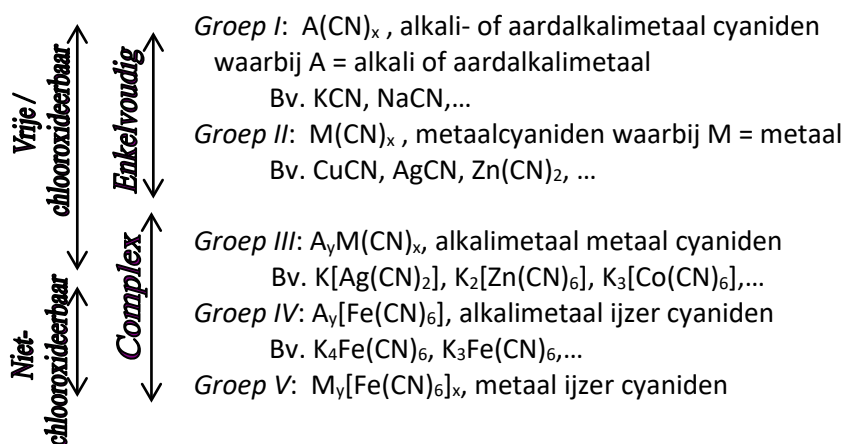 Groep I: A(CN)ₓ , alkali- of aardalkalimetaal cyaniden
waarbij A = alkali of aardalkalimetaal
Bv. KCN, NaCN,...
Groep II: M(CN)ₓ , metaalcyaniden waarbij M = metaal
Bv. CuCN, AgCN, Zn(CN)₂, ...
Groep III: AᵧM(CN)ₓ, alkalimetaal metaal cyaniden
Bv. K[Ag(CN)₂], K₂[Zn(CN)₆], K₃[Co(CN)₆],...
Groep IV: Aᵧ[Fe(CN)₆], alkalimetaal ijzer cyaniden
Bv. K₄Fe(CN)₆, K₃Fe(CN)₆,...
Groep V: Mᵧ[Fe(CN)₆]ₓ, metaal ijzer cyaniden
Vrije /
chlooroxideerbaar
Niet-
chlooroxideerbaar
Enkelvoudig
Complex